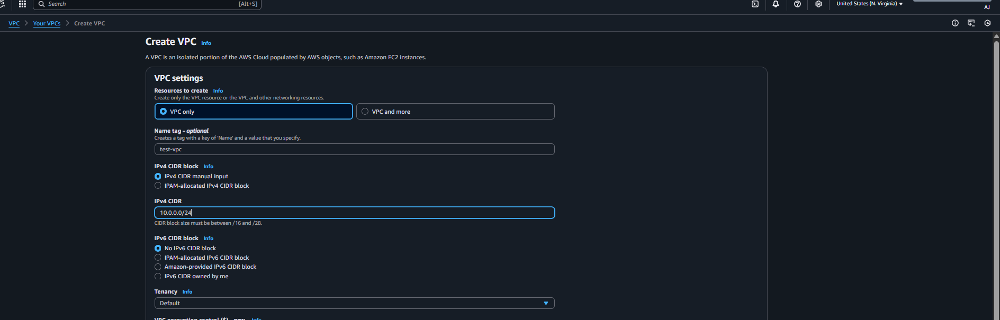 Search [Alt+S] United States (N. Virginia)
AJ
VPC Your VPCs Create VPC
Create VPC Info
A VPC is an isolated portion of the AWS Cloud populated by AWS objects, such as Amazon EC2 instances.
VPC settings
Resources to create Info
Create only the VPC resource or the VPC and other networking resources.
VPC only VPC and more
Name tag - optional
Creates a tag with a key of 'Name' and a value that you specify.
test-vpc
IPv4 CIDR block Info
IPv4 CIDR manual input
IPAM-allocated IPv4 CIDR block
IPv4 CIDR
10.0.0.0/24
CIDR block size must be between /16 and /28.
IPv6 CIDR block Info
No IPv6 CIDR block
IPAM-allocated IPv6 CIDR block
Amazon-provided IPv6 CIDR block
IPv6 CIDR owned by me
Tenancy Info
Default
VPC encryption control ($) - new Info